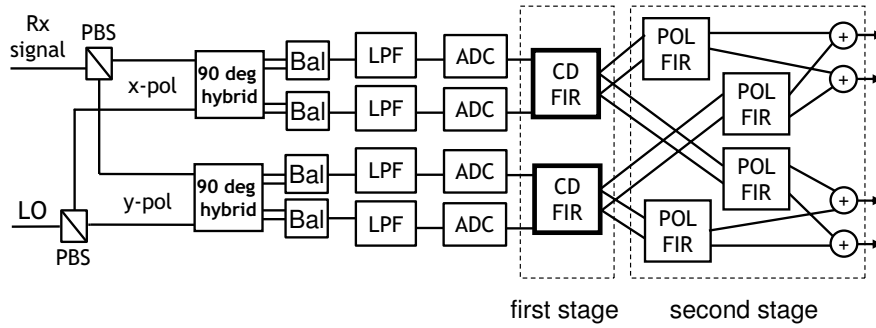 Rx
signal
PBS
x-pol
90 deg
hybrid
Bal
LPF
ADC
Bal
LPF
ADC
CD
FIR
POL
FIR
+
+
POL
FIR
LO
PBS
y-pol
90 deg
hybrid
Bal
LPF
ADC
Bal
LPF
ADC
CD
FIR
POL
FIR
POL
FIR
+
+
first stage
second stage